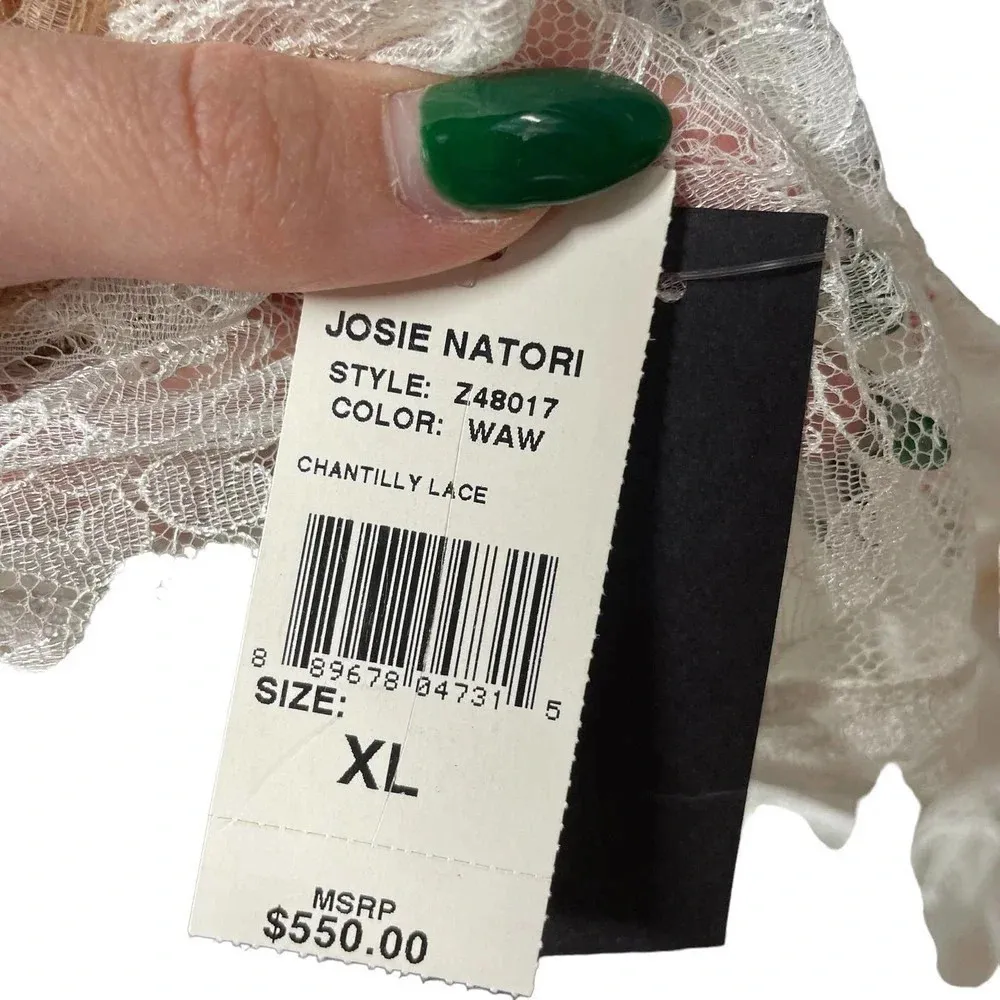 JOSIE NATORI
STYLE: Z48017
COLOR: WAW
CHANTILLY LACE
8 89678 04731 5
SIZE:
XL
MSRP
$550.00